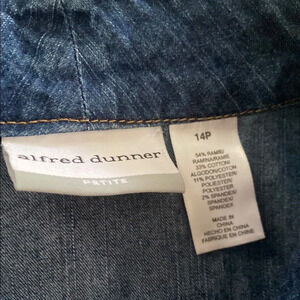 alfred dunner
PETITE
14P
54% RAMIE/
RAMINA/RAMIE
33% COTTON/
ALGODON/COTON
11% POLYESTER/
POLIESTER/
POLYESTER
2% SPANDEX/
SPANDEX/
SPANDEX
MADE IN
CHINA
HECHO EN CHINA
FABRIQUE EN CHINE